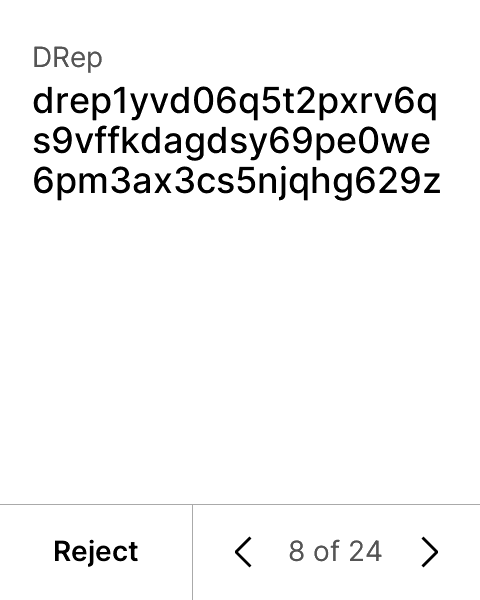 DRep
drep1yvd06q5t2pxrv6q
s9vffkdagdsy69pe0we
6pm3ax3cs5njqhg629z
Reject
8 of 24